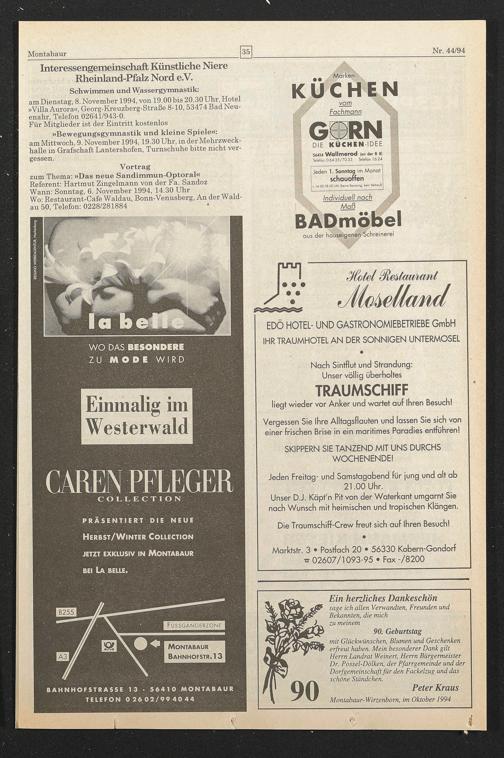 Montabaur
35
Nr. 44/94
Interessengemeinschaft Künstliche Niere
Rheinland-Pfalz Nord e.V.
Schwimmen und Wassergymnastik:
am Dienstag, 8. November 1994, von 19.00 bis 20.30 Uhr, Hotel
»Villa Aurora«, Georg-Kreuzberg-Straße 8-10, 53474 Bad Neu-
enahr, Telefon 02641/943-0.
Für Mitglieder ist der Eintritt kostenlos
»Bewegungsgymnastik und kleine Spiele«:
am Mittwoch, 9. November 1994, 19.30 Uhr, in der Mehrzweck-
halle in Grafschaft Lantershofen, Turnschuhe bitte nicht ver-
gessen.
Vortrag
zum Thema: »Das neue Sandimmun-Optoral«
Referent: Hartmut Zingelmann von der Fa. Sandoz
Wann: Sonntag, 6. November 1994, 14.30 Uhr
Wo: Restaurant-Cafe Waldau, Bonn-Venusberg, An der Wald-
au 50, Telefon: 0228/281884
la belle
WO DAS BESONDERE
ZU MODE WIRD
Einmalig im
Westerwald
CAREN PFLEGER
COLLECTION
PRÄSENTIERT DIE NEUE
HERBST/WINTER COLLECTION
JETZT EXKLUSIV IN MONTABAUR
BEI LA BELLE.
B255
FUSSGÄNGERZONE
A3
MONTABAUR
BAHNHOFSTR. 13
BAHNHOFSTRASSE 13 - 56410 MONTABAUR
TELEFON 02602/994044
Marken
KÜCHEN
vom
Fachmann
GORN
DIE KÜCHEN-IDEE
56414 Wallmerod
Jeden 1. Sonntag im Monat
schauoffen
Individuell nach
Maß
BADmöbel
aus der hauseigenen Schreinerei
Hotel Restaurant
Moselland
EDÖ HOTEL- UND GASTRONOMIEBETRIEBE GmbH
IHR TRAUMHOTEL AN DER SONNIGEN UNTERMOSEL
•
Nach Sintflut und Strandung:
Unser völlig überholtes
TRAUMSCHIFF
liegt wieder vor Anker und wartet auf Ihren Besuch!
Vergessen Sie Ihre Alltagsflauten und lassen Sie sich von
einer frischen Brise in ein maritimes Paradies entführen!
SKIPPERN SIE TANZEND MIT UNS DURCHS
WOCHENENDE!
Jeden Freitag- und Samstagabend für jung und alt ab
21.00 Uhr.
Unser D.J. Käpt'n Pit von der Waterkant umgarnt Sie
nach Wunsch mit heimischen und tropischen Klängen.
Die Traumschiff-Crew freut sich auf Ihren Besuch!
•
Marktstr. 3 • Postfach 20 • 56330 Kobern-Gondorf
☎ 02607/1093-95 • Fax -/8200
Ein herzliches Dankeschön
sage ich allen Verwandten, Freunden und
Bekannten, die mich
zu meinem
90. Geburtstag
mit Glückwünschen, Blumen und Geschenken
erfreut haben. Mein besonderer Dank gilt
Herrn Landrat Weinert, Herrn Bürgermeister
Dr. Possel-Dölken, der Pfarrgemeinde und der
Dorfgemeinschaft für den Fackelzug und das
schöne Ständchen.
Peter Kraus
90
Montabaur-Wirzenborn, im Oktober 1994